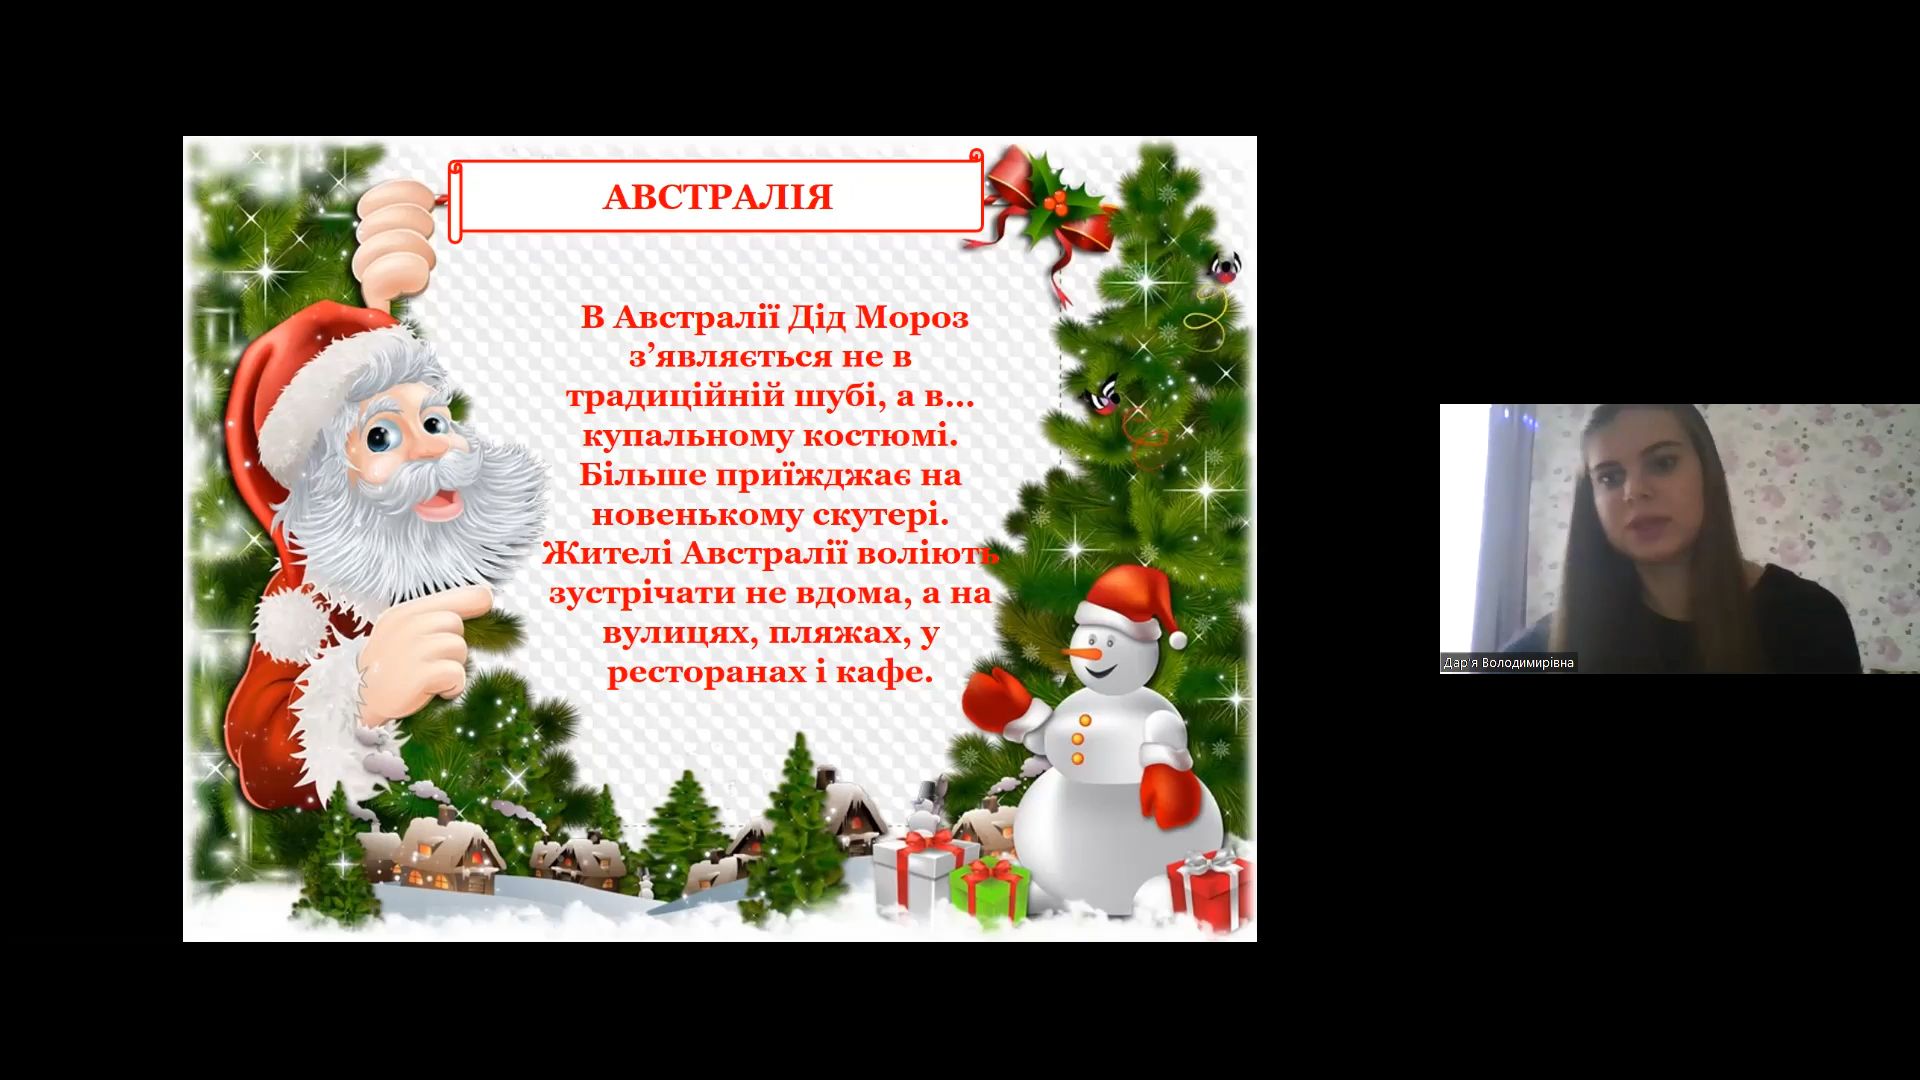 АВСТРАЛІЯ
В Австралії Дід Мороз
з’являється не в
традиційній шубі, а в...
купальному костюмі.
Більше приїжджає на
новенькому скутері.
Жителі Австралії воліють
зустрічати не вдома, а на
вулицях, пляжах, у
ресторанах і кафе.
Дар'я Володимирівна